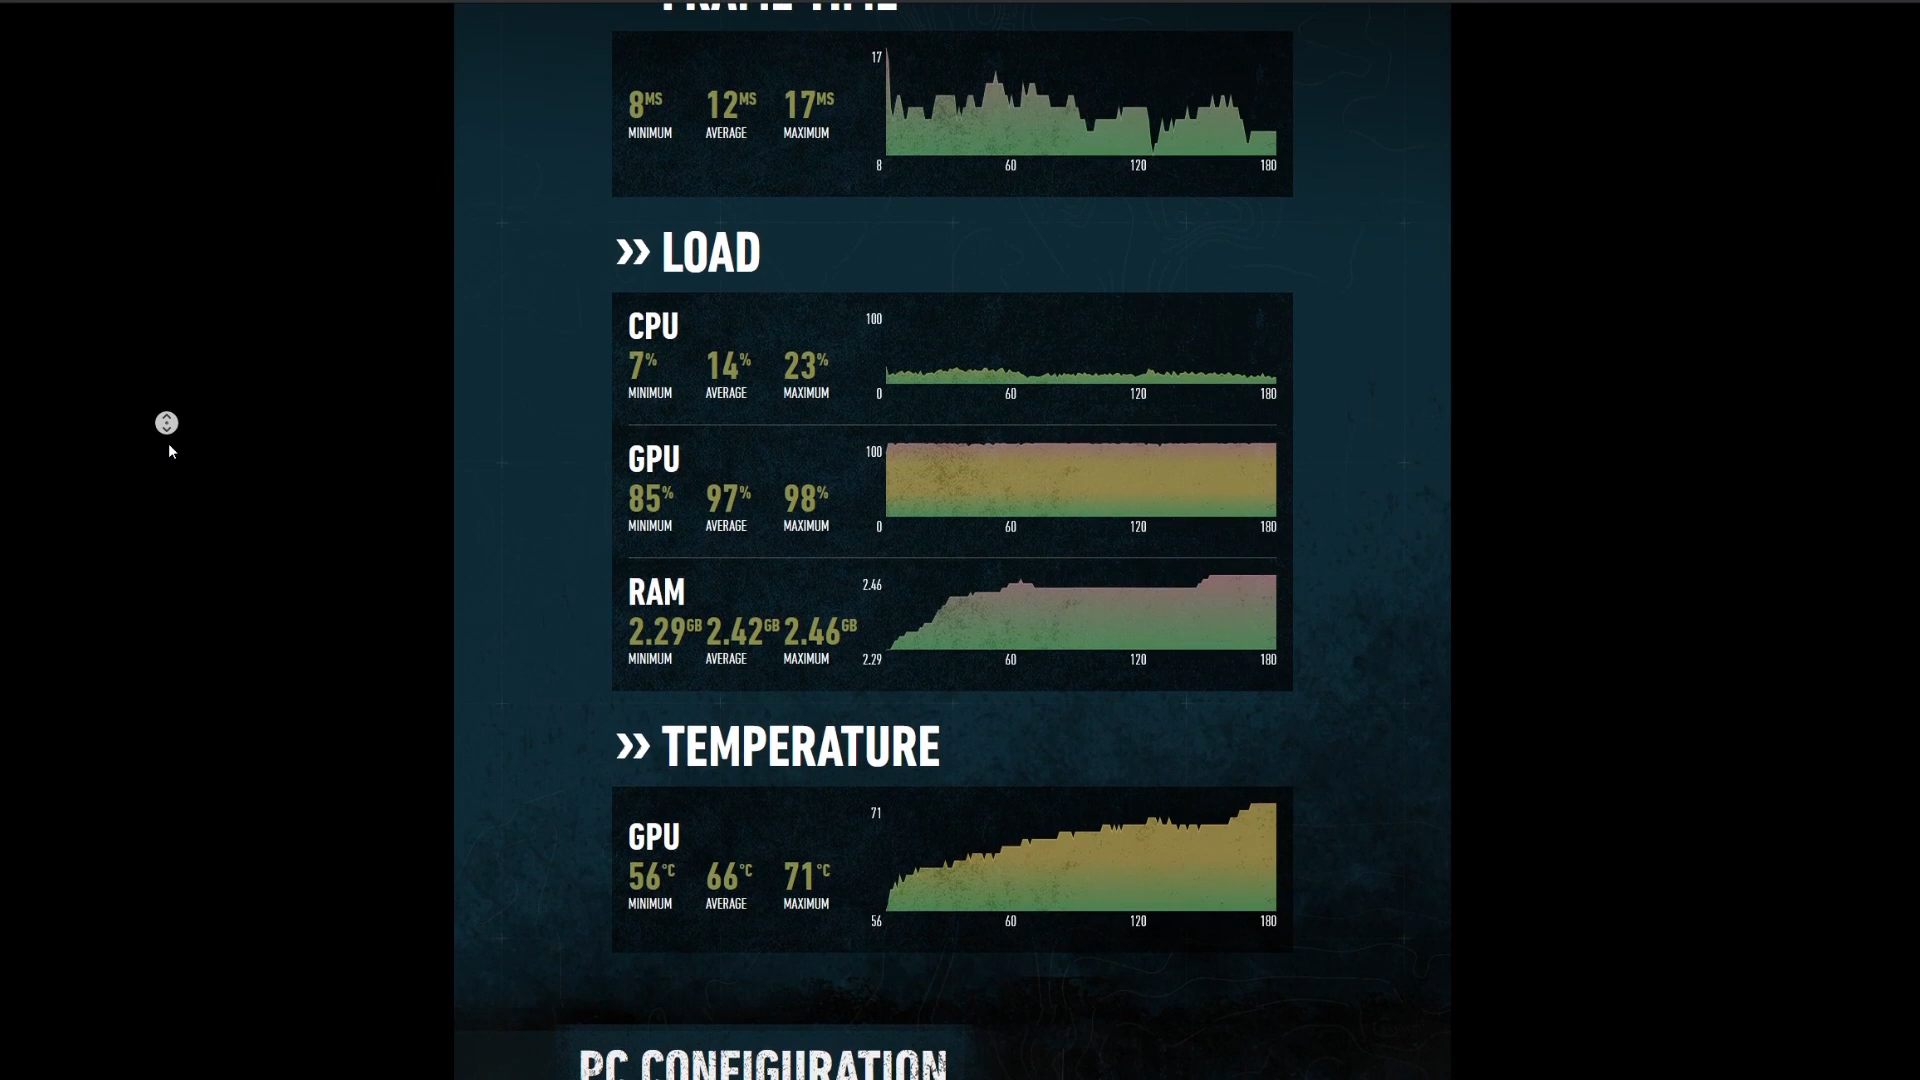 FRAME TIME
17
8MS 12MS 17MS
MINIMUM AVERAGE MAXIMUM
8 60 120 180
LOAD
CPU
100
7% 14% 23%
MINIMUM AVERAGE MAXIMUM
0 60 120 180
GPU
100
85% 97% 98%
MINIMUM AVERAGE MAXIMUM
0 60 120 180
RAM
2.46
2.29GB 2.42GB 2.46GB
MINIMUM AVERAGE MAXIMUM
2.29 60 120 180
TEMPERATURE
71
GPU
56°C 66°C 71°C
MINIMUM AVERAGE MAXIMUM
56 60 120 180
PC CONFIGURATION